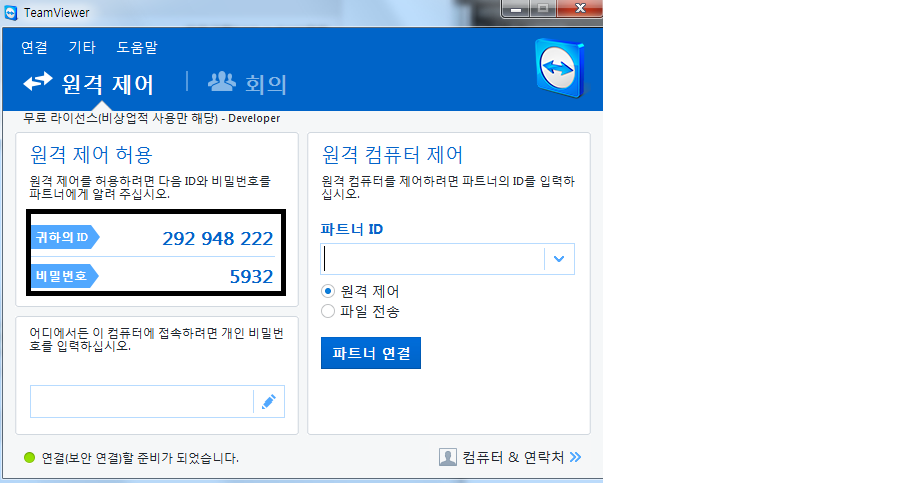 TeamViewer
연결 기타 도움말
원격 제어 회의
무료 라이선스(비상업적 사용만 해당) - Developer
원격 제어 허용
원격 제어를 허용하려면 다음 ID와 비밀번호를
파트너에게 알려 주십시오.
귀하의 ID 292 948 222
비밀번호 5932
어디에서든 이 컴퓨터에 접속하려면 개인 비밀번
호를 입력하십시오.
원격 컴퓨터 제어
원격 컴퓨터를 제어하려면 파트너의 ID를 입력하
십시오.
파트너 ID
원격 제어
파일 전송
파트너 연결
연결(보안 연결)할 준비가 되었습니다.
컴퓨터 & 연락처